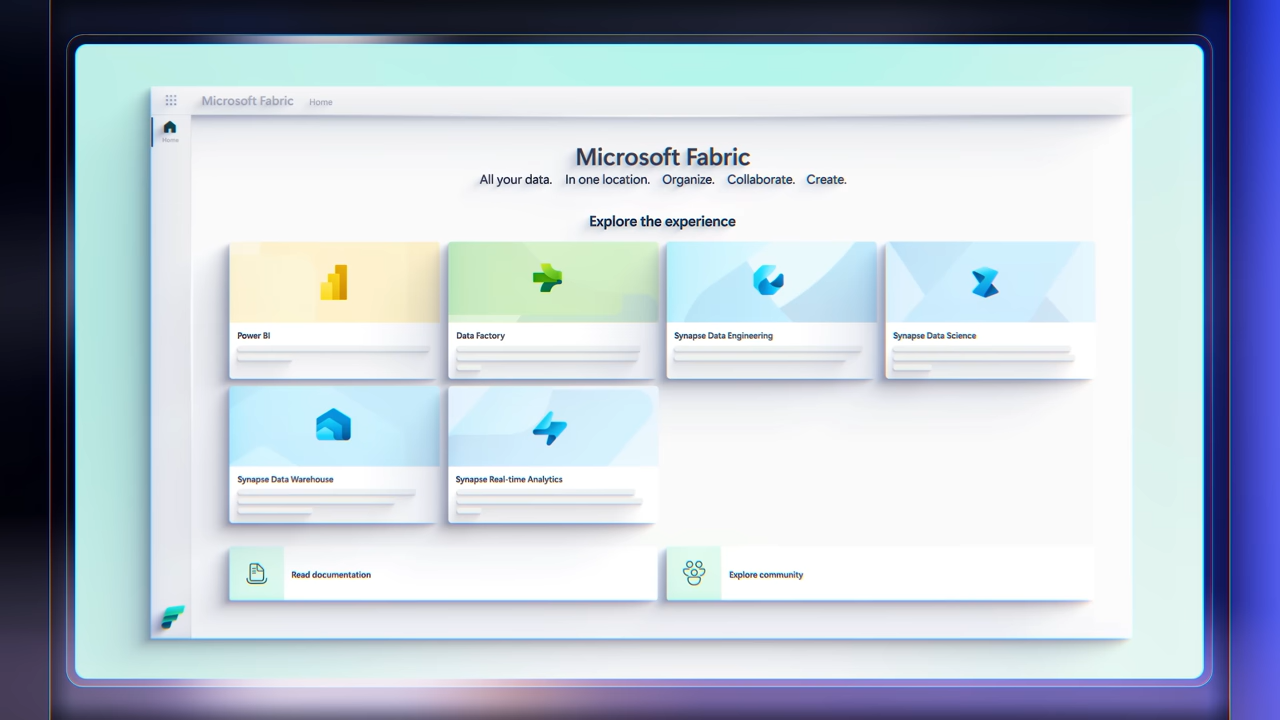 Microsoft Fabric Home
Home
Microsoft Fabric
All your data. In one location. Organize. Collaborate. Create.
Explore the experience
Power BI
Data Factory
Synapse Data Engineering
Synapse Data Science
Synapse Data Warehouse
Synapse Real-time Analytics
Read documentation
Explore community